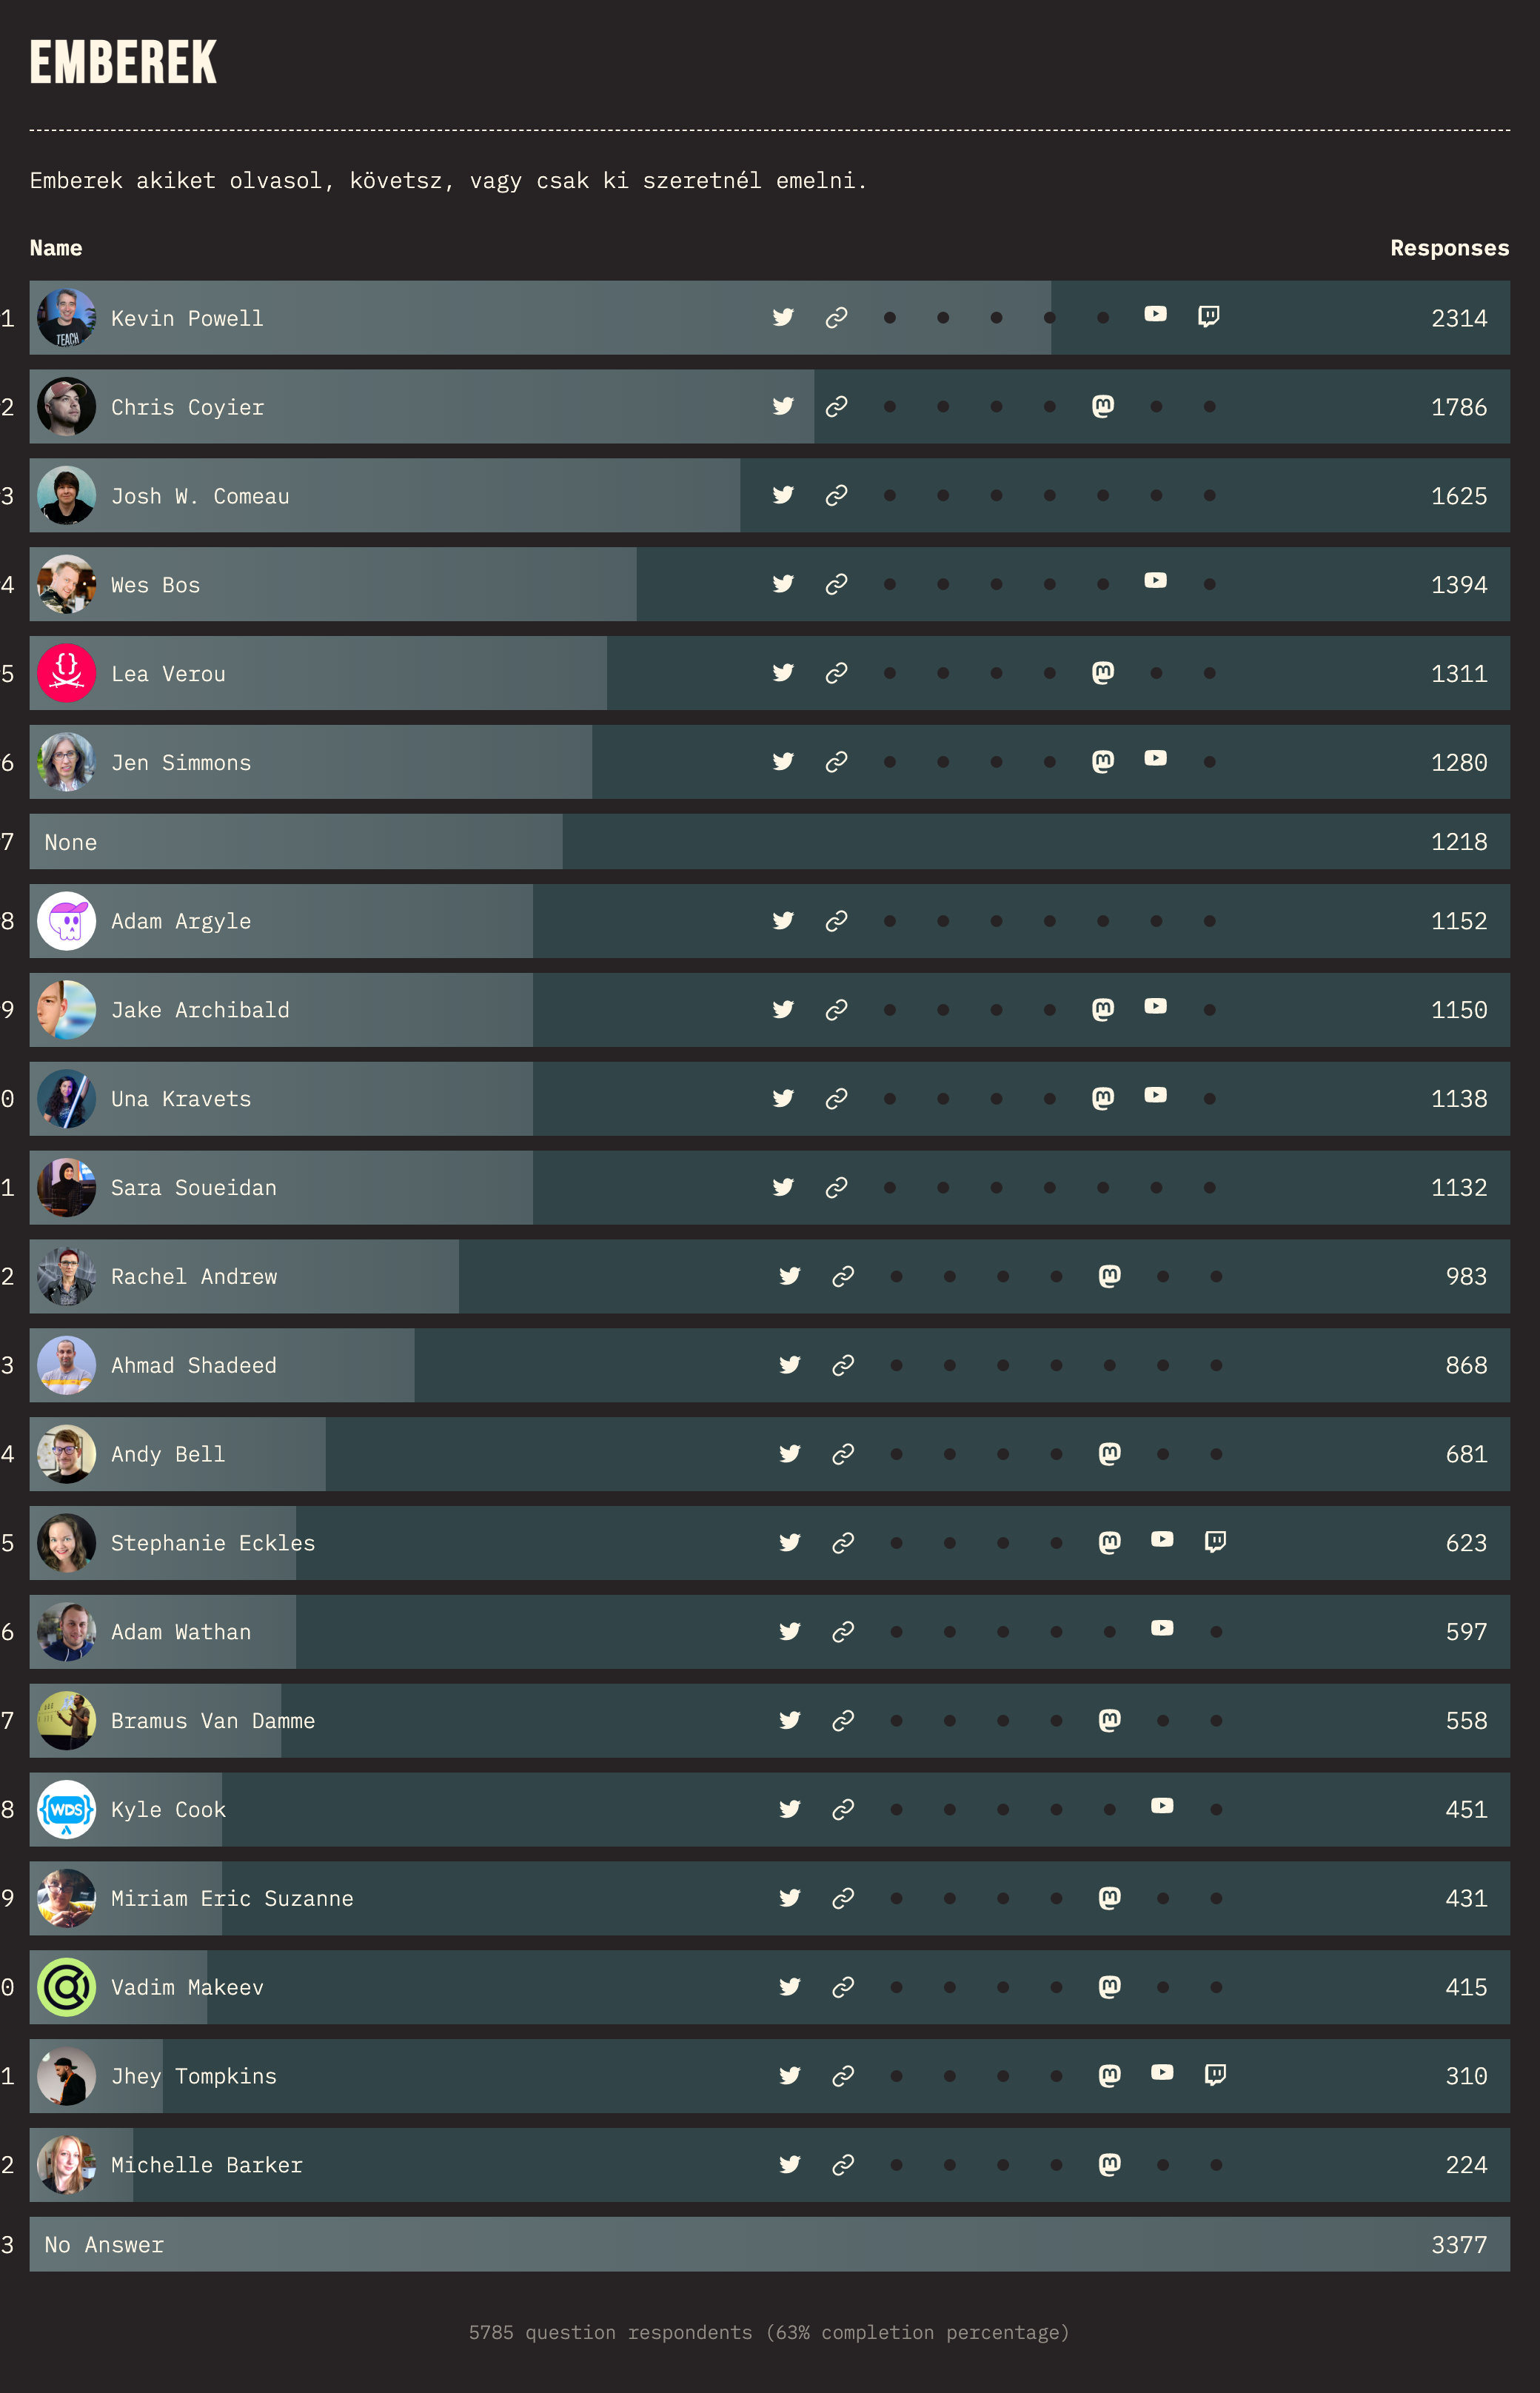 EMBEREK
Emberek akiket olvasol, követsz, vagy csak ki szeretnél emelni.
Name Responses
1 Kevin Powell 2314
2 Chris Coyier 1786
3 Josh W. Comeau 1625
4 Wes Bos 1394
5 Lea Verou 1311
6 Jen Simmons 1280
7 None 1218
8 Adam Argyle 1152
9 Jake Archibald 1150
0 Una Kravets 1138
1 Sara Soueidan 1132
2 Rachel Andrew 983
3 Ahmad Shadeed 868
4 Andy Bell 681
5 Stephanie Eckles 623
6 Adam Wathan 597
7 Bramus Van Damme 558
8 WDS Kyle Cook 451
9 Miriam Eric Suzanne 431
0 Vadim Makeev 415
1 Jhey Tompkins 310
2 Michelle Barker 224
3 No Answer 3377
5785 question respondents (63% completion percentage)